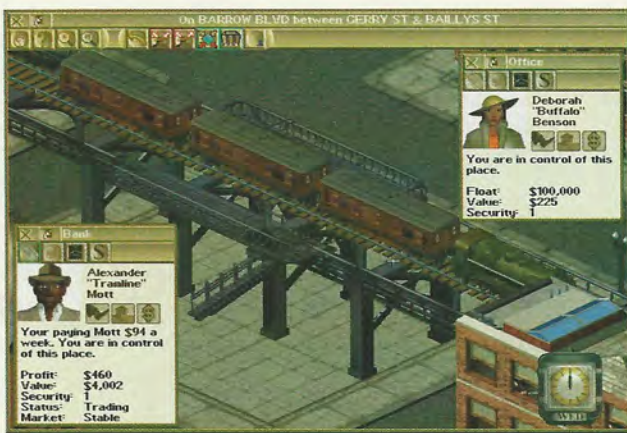 On BARROW BLVD between GERRY ST & BAILLYS ST
Office
Deborah
"Buffalo"
Benson
You are in control of this
place.
Float: $100,000
Value: $225
Security: 1
Bank
Alexander
"Tranline"
Mott
Your paying Mott $94 a
week. You are in control
of this place.
Profit: $460
Value: $4,002
Security: 1
Status: Trading
Market: Stable
WED